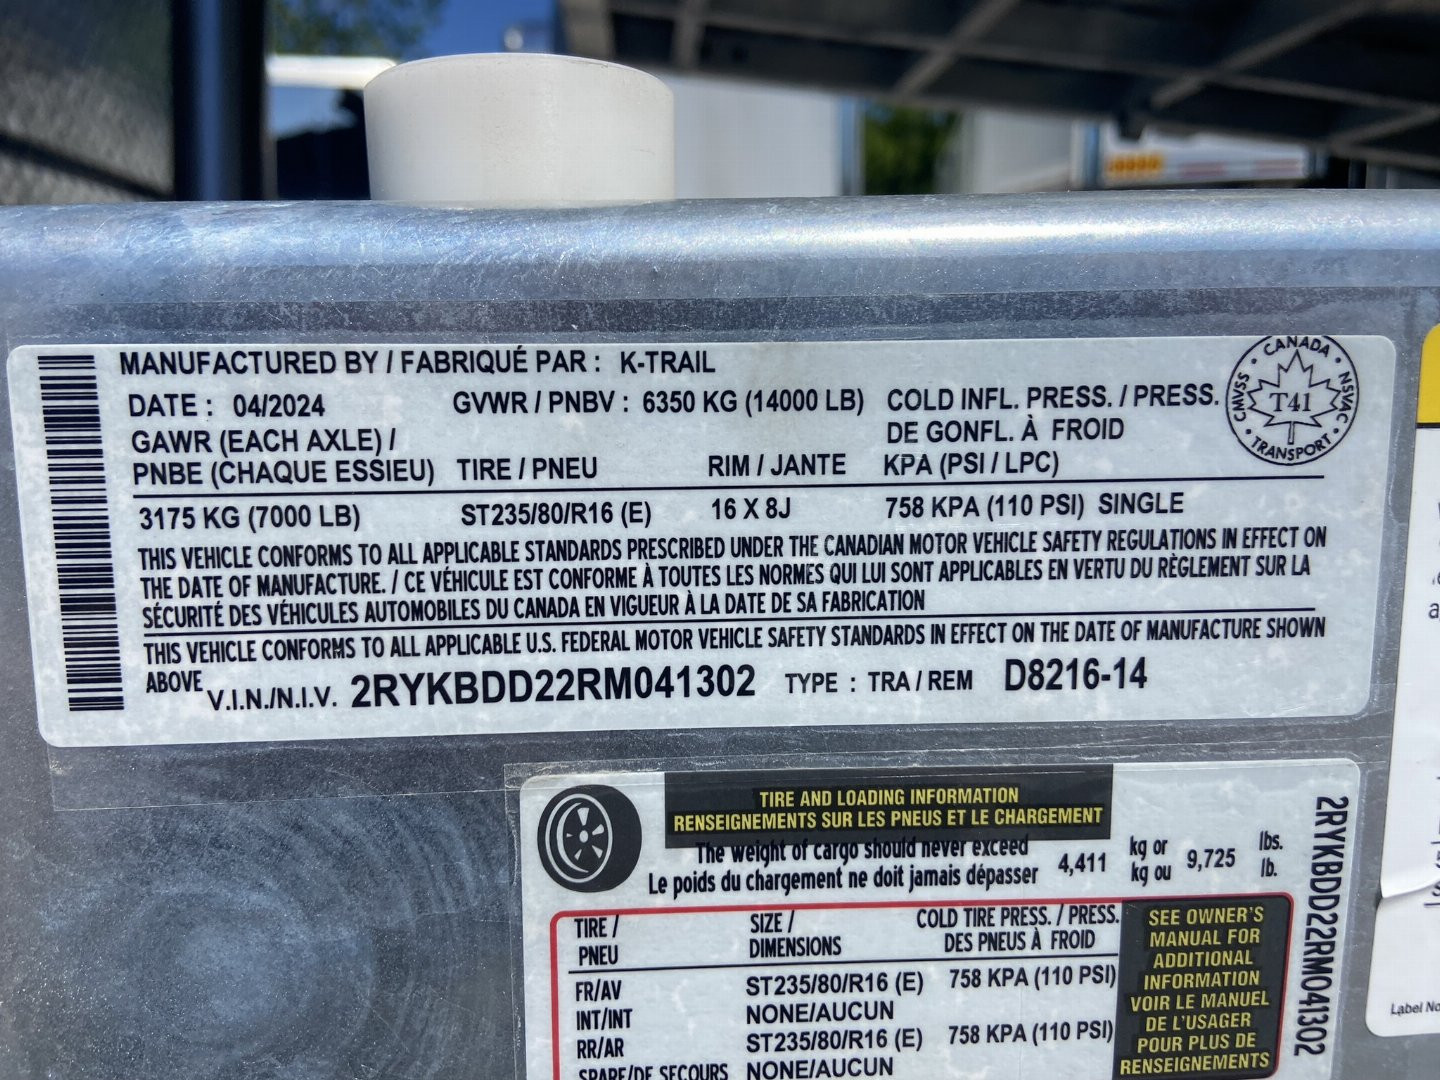 MANUFACTURED BY / FABRIQUÉ PAR : K-TRAIL
DATE : 04/2024 GVWR / PNBV : 6350 KG (14000 LB) COLD INFL. PRESS. / PRESS.
GAWR (EACH AXLE) / DE GONFL. À FROID
PNBE (CHAQUE ESSIEU) TIRE / PNEU RIM / JANTE KPA (PSI / LPC)
3175 KG (7000 LB) ST235/80/R16 (E) 16 X 8J 758 KPA (110 PSI) SINGLE
THIS VEHICLE CONFORMS TO ALL APPLICABLE STANDARDS PRESCRIBED UNDER THE CANADIAN MOTOR VEHICLE SAFETY REGULATIONS IN EFFECT ON
THE DATE OF MANUFACTURE. / CE VÉHICULE EST CONFORME À TOUTES LES NORMES QUI LUI SONT APPLICABLES EN VERTU DU RÈGLEMENT SUR LA
SÉCURITÉ DES VÉHICULES AUTOMOBILES DU CANADA EN VIGUEUR À LA DATE DE SA FABRICATION
THIS VEHICLE CONFORMS TO ALL APPLICABLE U.S. FEDERAL MOTOR VEHICLE SAFETY STANDARDS IN EFFECT ON THE DATE OF MANUFACTURE SHOWN
ABOVE V.I.N./N.I.V. 2RYKBDD22RM041302 TYPE : TRA / REM D8216-14
CANADA
CMVSS T41 NSVAC
TRANSPORT
TIRE AND LOADING INFORMATION
RENSEIGNEMENTS SUR LES PNEUS ET LE CHARGEMENT
The weight of cargo should never exceed 4,411 kg or 9,725 lbs.
Le poids du chargement ne doit jamais dépasser kg ou lb.
TIRE / SIZE / COLD TIRE PRESS. / PRESS.
PNEU DIMENSIONS DES PNEUS À FROID
FR/AV ST235/80/R16 (E) 758 KPA (110 PSI)
INT/INT NONE/AUCUN
RR/AR ST235/80/R16 (E) 758 KPA (110 PSI)
SPARE/DE SECOURS NONE/AUCUN
SEE OWNER'S
MANUAL FOR
ADDITIONAL
INFORMATION
VOIR LE MANUEL
DE L'USAGER
POUR PLUS DE
RENSEIGNEMENTS
2RYKBDD22RM041302
Label No